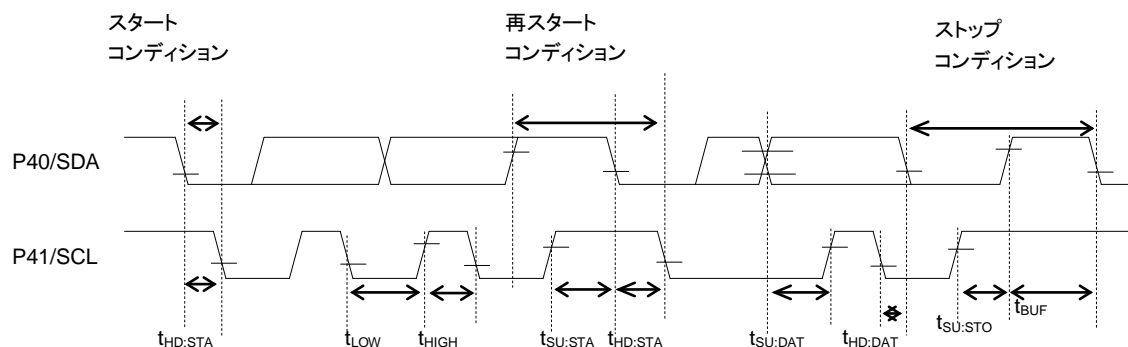 スタート
コンディション
再スタート
コンディション
ストップ
コンディション
P40/SDA
P41/SCL
tHD:STA
tLOW
tHIGH
tSU:STA
tHD:STA
tSU:DAT
tHD:DAT
tSU:STO
tBUF